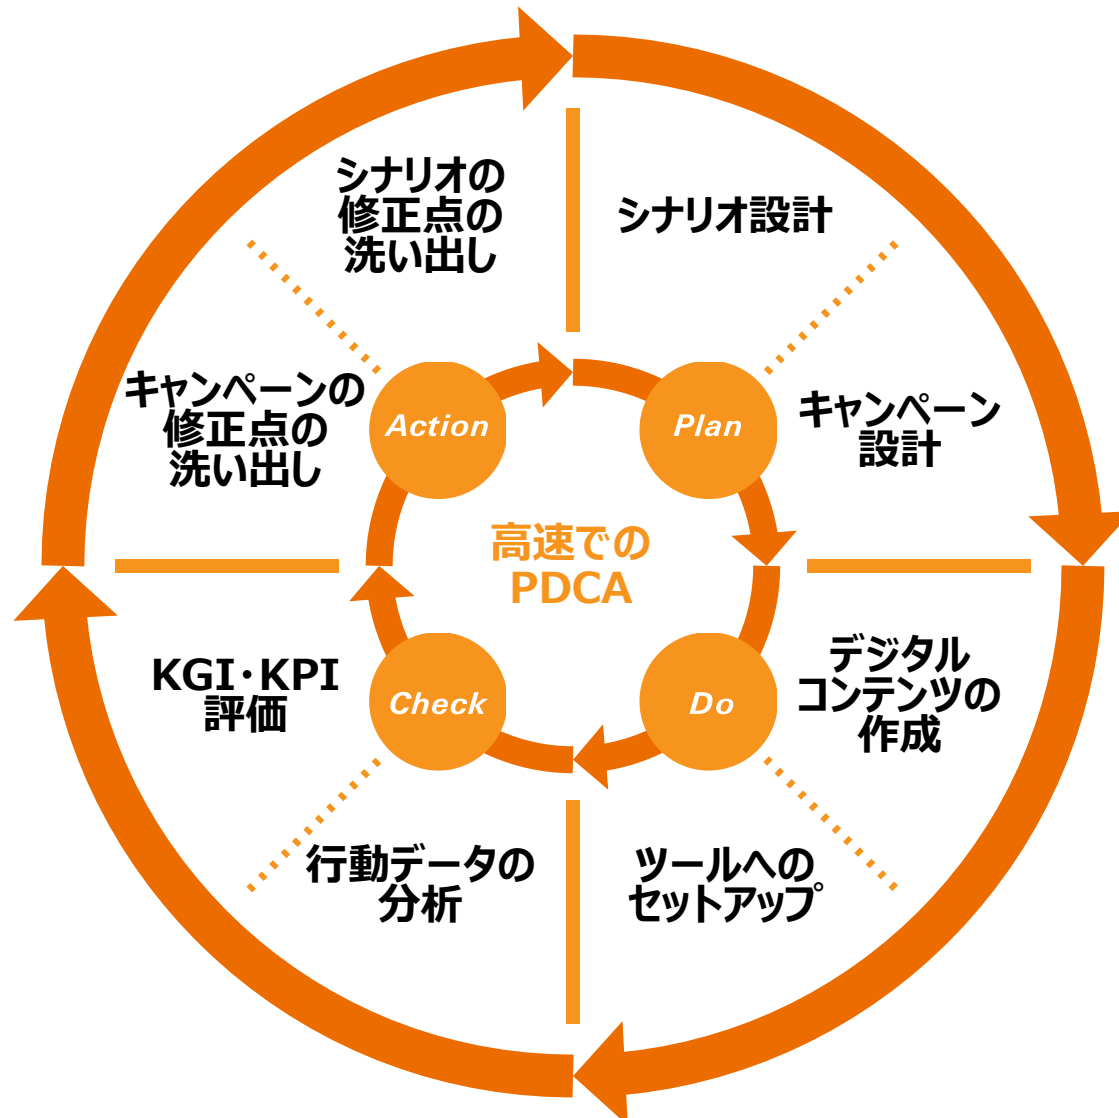 シナリオの
修正点の
洗い出し
シナリオ設計
キャンペーンの
修正点の
洗い出し
Action
Plan
キャンペーン
設計
高速での
PDCA
KGI・KPI
評価
Check
Do
デジタル
コンテンツの
作成
行動データの
分析
ツールへの
セットアップ